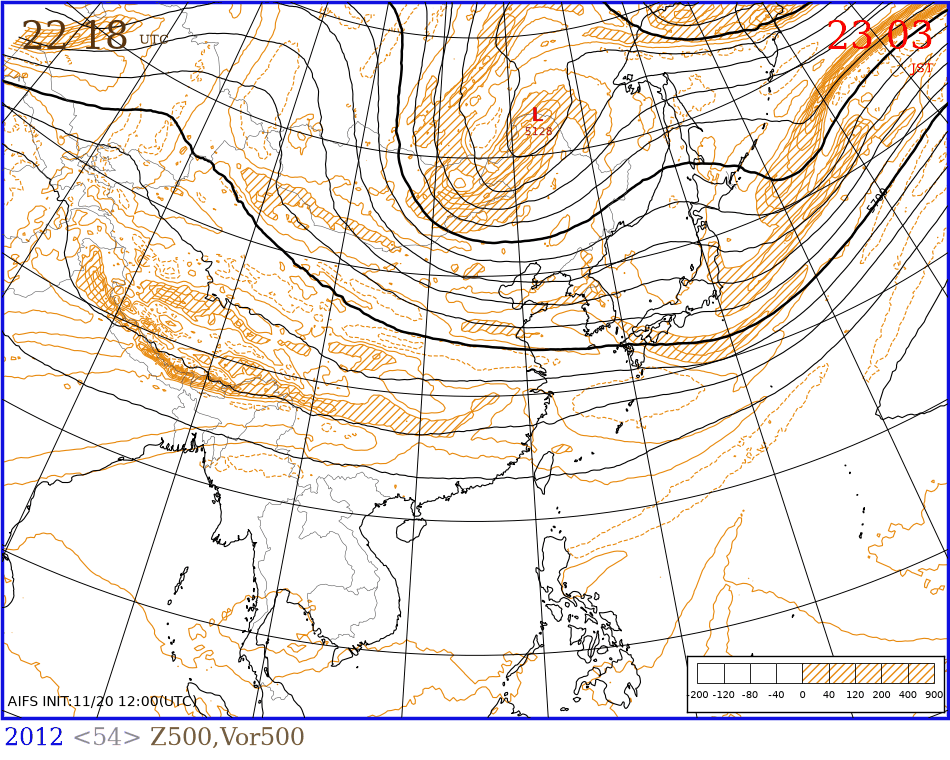 22 18 UTC
23 03 JST
L
5128
5700
-200 -120 -80 -40 0 40 120 200 400 900
AIFS INIT:11/20 12:00(UTC)
2012 <54> Z500,Vor500